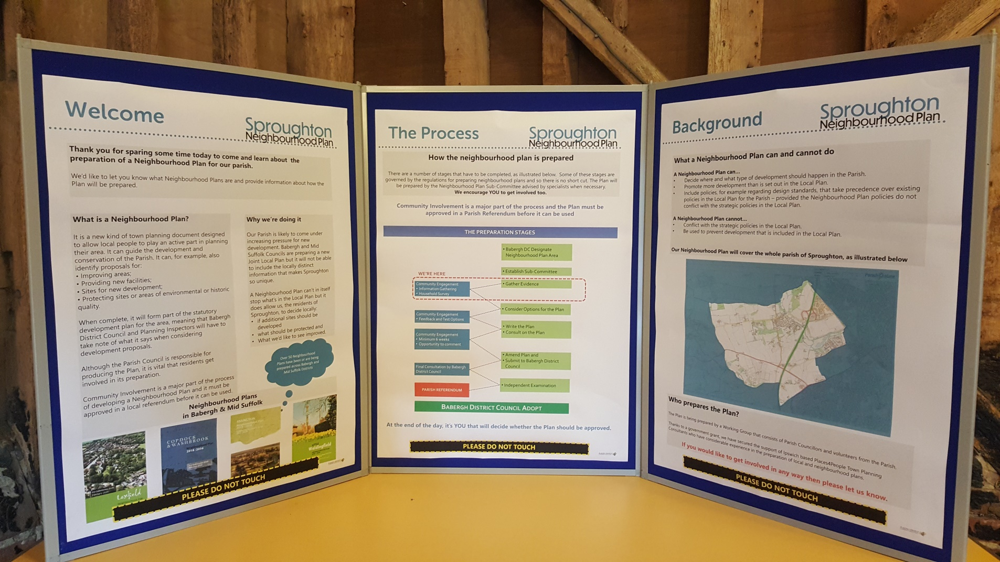 Welcome
Sproughton
Neighbourhood Plan
Thank you for sparing some time today to come and learn about the
preparation of a Neighbourhood Plan for our parish.
We'd like to let you know what Neighbourhood Plans are and provide information about how the
Plan will be prepared.
What is a Neighbourhood Plan?
It is a new kind of town planning document designed
to allow local people to play an active part in planning
their area. It can guide the development and
conservation of the Parish. It can, for example, also
identify proposals for:
• Improving areas;
• Providing new facilities;
• Sites for new development;
• Protecting sites or areas of environmental or historic
quality.
When complete, it will form part of the statutory
development plan for the area, meaning that Babergh
District Council and Planning Inspectors will have to
take note of what it says when considering
development proposals.
Although the Parish Council is responsible for
producing the Plan, it is vital that residents get
involved in its preparation.
Community Involvement is a major part of the process
of developing a Neighbourhood Plan and it must be
approved in a local referendum before it can be used.
Why we're doing it
Our Parish is likely to come under
increasing pressure for new
development. Babergh and Mid
Suffolk Councils are preparing a new
Joint Local Plan but it will not be able
to include the locally distinct
information that makes Sproughton
so unique.
A Neighbourhood Plan can't in itself
stop what's in the Local Plan but it
does allow us, the residents of
Sproughton, to decide locally:
• if additional sites should be
developed
• what should be protected and
• What we'd like to see improved.
Over 50 Neighbourhood
Plans have been or are being
prepared across Babergh and
Mid Suffolk Districts
Neighbourhood Plans
in Babergh & Mid Suffolk
Laxfield
COPDOCK
& WASHBROOK
Neighbourhood Plan
2018 -2036
LITTLE
Waldingfield
PLEASE DO NOT TOUCH
The Process
Sproughton
Neighbourhood Plan
How the neighbourhood plan is prepared
There are a number of stages that have to be completed, as illustrated below. Some of these stages are
governed by the regulations for preparing neighbourhood plans and so there is no short cut. The Plan will
be prepared by the Neighbourhood Plan Sub-Committee advised by specialists when necessary.
We encourage YOU to get involved too.
Community Involvement is a major part of the process and the Plan must be
approved in a Parish Referendum before it can be used
THE PREPARATION STAGES
• Babergh DC Designate
Neighbourhood Plan Area
• Establish Sub-Committee
WE'RE HERE
Community Engagement
• Information Gathering
• Household Survey
• Gather Evidence
• Consider Options for the Plan
Community Engagement
• Feedback and Test Options
• Write the Plan
• Consult on the Plan
Community Engagement
• Minimum 6 weeks
• Opportunity to comment
• Amend Plan and
• Submit to Babergh District
Council
Final Consultation by Babergh
District Council
• Independent Examination
PARISH REFERENDUM
BABERGH DISTRICT COUNCIL ADOPT
At the end of the day, it's YOU that will decide whether the Plan should be approved.
PLEASE DO NOT TOUCH
Background
Sproughton
Neighbourhood Plan
What a Neighbourhood Plan can and cannot do
A Neighbourhood Plan can...
• Decide where and what type of development should happen in the Parish.
• Promote more development than is set out in the Local Plan.
• Include policies, for example regarding design standards, that take precedence over existing
policies in the Local Plan for the Parish – provided the Neighbourhood Plan policies do not
conflict with the strategic policies in the Local Plan.
A Neighbourhood Plan cannot...
• Conflict with the strategic policies in the Local Plan.
• Be used to prevent development that is included in the Local Plan.
Our Neighbourhood Plan will cover the whole parish of Sproughton, as illustrated below
Who prepares the Plan?
The Plan is being prepared by a Working Group that consists of Parish Councillors and volunteers from the Parish.
Thanks to a government grant, we have secured the support of Ipswich based Places4People Town Planning
Consultants who have considerable experience in the preparation of local and neighbourhood plans.
If you would like to get involved in any way then please let us know.
PLEASE DO NOT TOUCH